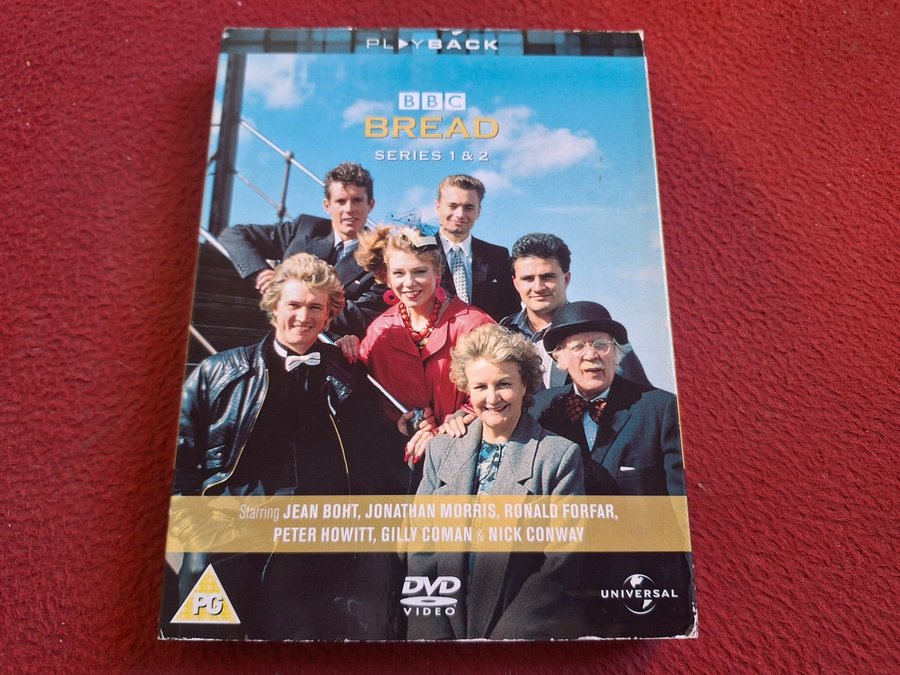 PLAYBACK
BBC
BREAD
SERIES 1 & 2
Starring JEAN BOHT, JONATHAN MORRIS, RONALD FORFAR,
PETER HOWITT, GILLY COMAN & NICK CONWAY
PG
DVD
VIDEO
UNIVERSAL